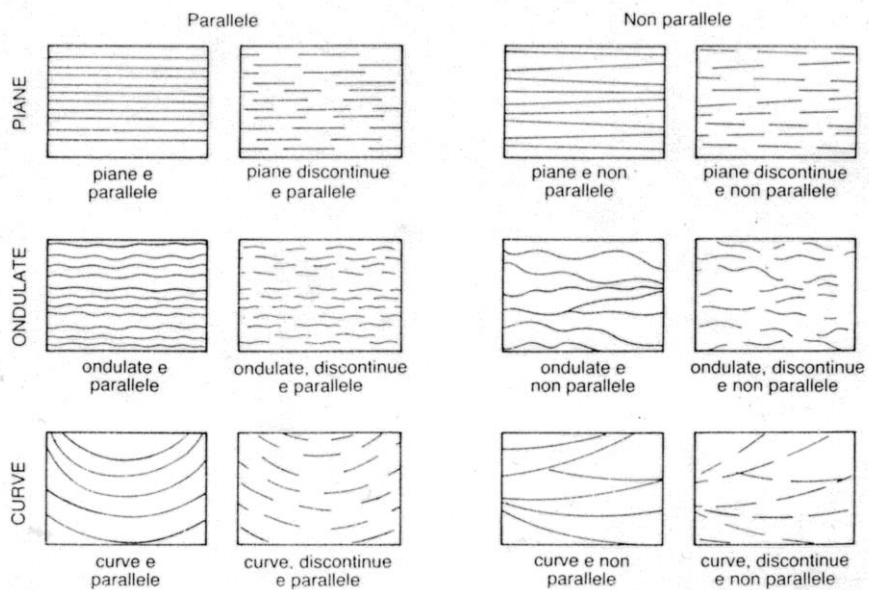 Parallele
Non parallele
PIANE
piane e
parallele
piane discontinue
e parallele
piane e non
parallele
piane discontinue
e non parallele
ONDULATE
ondulate e
parallele
ondulate, discontinue
e parallele
ondulate e
non parallele
ondulate, discontinue
e non parallele
CURVE
curve e
parallele
curve, discontinue
e parallele
curve e non
parallele
curve, discontinue
e non parallele